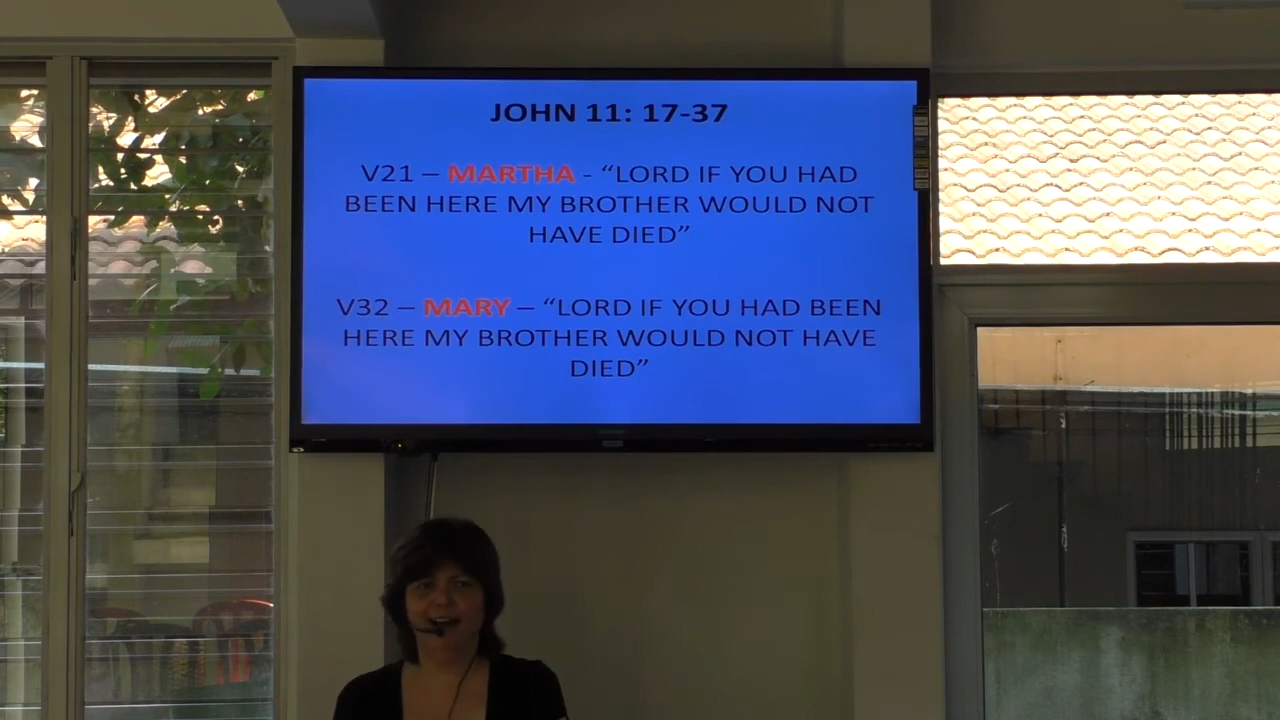 JOHN 11: 17-37
V21 – MARTHA - “LORD IF YOU HAD
BEEN HERE MY BROTHER WOULD NOT
HAVE DIED”
V32 – MARY – “LORD IF YOU HAD BEEN
HERE MY BROTHER WOULD NOT HAVE
DIED”